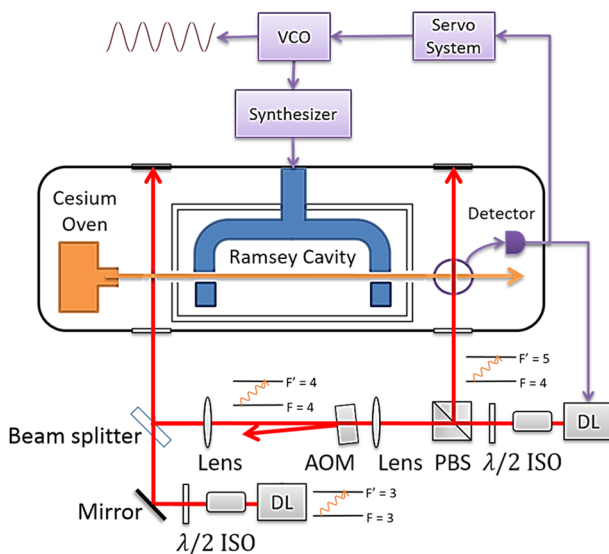 VCO
Servo
System
Synthesizer
Cesium
Oven
Ramsey Cavity
Detector
F' = 4
F = 4
F' = 5
F = 4
Beam splitter
Lens
AOM
Lens
PBS
λ/2 ISO
DL
Mirror
λ/2 ISO
DL
F' = 3
F = 3